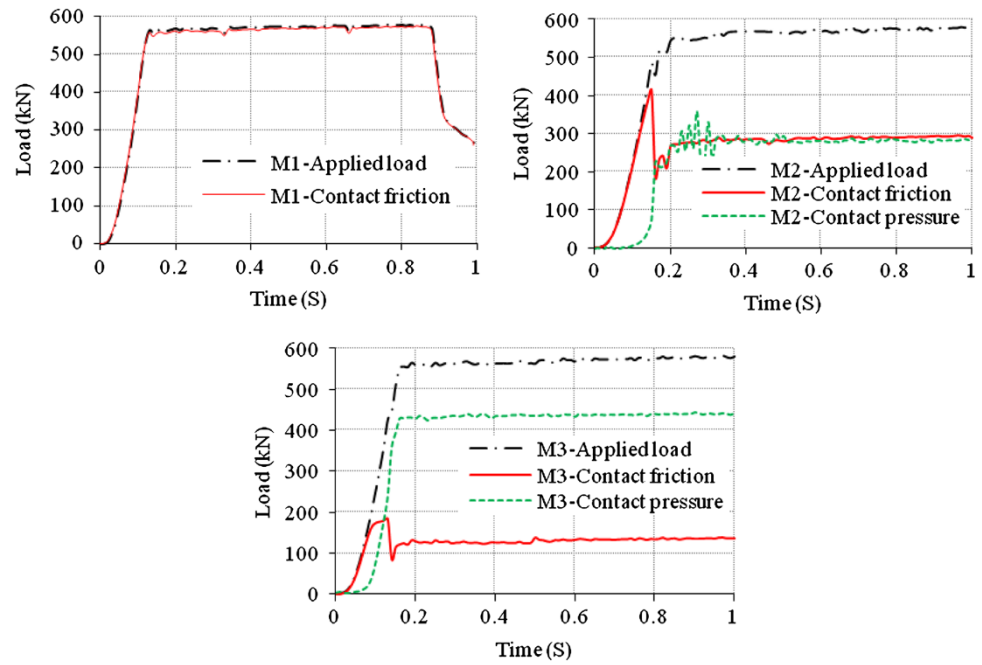 600
500
400
300
200
100
0
Load (kN)
M1-Applied load
M1-Contact friction
0 0.2 0.4 0.6 0.8 1
Time (S)
600
500
400
300
200
100
0
Load (kN)
M2-Applied load
M2-Contact friction
M2-Contact pressure
0 0.2 0.4 0.6 0.8 1
Time (S)
600
500
400
300
200
100
0
Load (kN)
M3-Applied load
M3-Contact friction
M3-Contact pressure
0 0.2 0.4 0.6 0.8 1
Time (S)